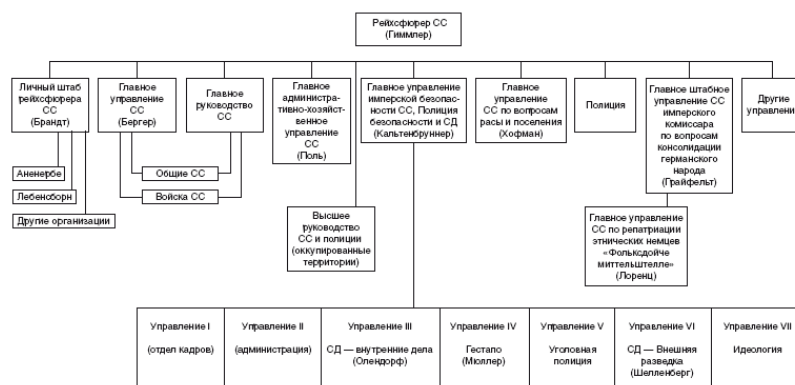 Рейхсфюрер СС
(Гиммлер)
Личный штаб
рейхсфюрера
СС
(Брандт)
Главное
управление
СС
(Бергер)
Главное
руководство
СС
Главное
администра-
тивно-хозяйст-
венное
управление
СС
(Поль)
Главное управление
имперской безопас-
ности СС, Полиция
безопасности и СД
(Кальтенбруннер)
Главное
управление
СС по вопросам
расы и поселения
(Хофман)
Полиция
Главное штабное
управление СС
имперского
комиссара
по вопросам
консолидации
германского
народа
(Грайфельт)
Другие
управления
Аненербе
Лебенсборн
Другие организации
Общие СС
Войска СС
Высшее
руководство
СС и полиции
(оккупированные
территории)
Главное управление
СС по репатриации
этнических немцев
«Фольксдойче
миттельштелле»
(Лоренц)
Управление I
(отдел кадров)
Управление II
(администрация)
Управление III
СД — внутренние дела
(Олендорф)
Управление IV
Гестапо
(Мюллер)
Управление V
Уголовная
полиция
Управление VI
СД — Внешняя
разведка
(Шелленберг)
Управление VII
Идеология